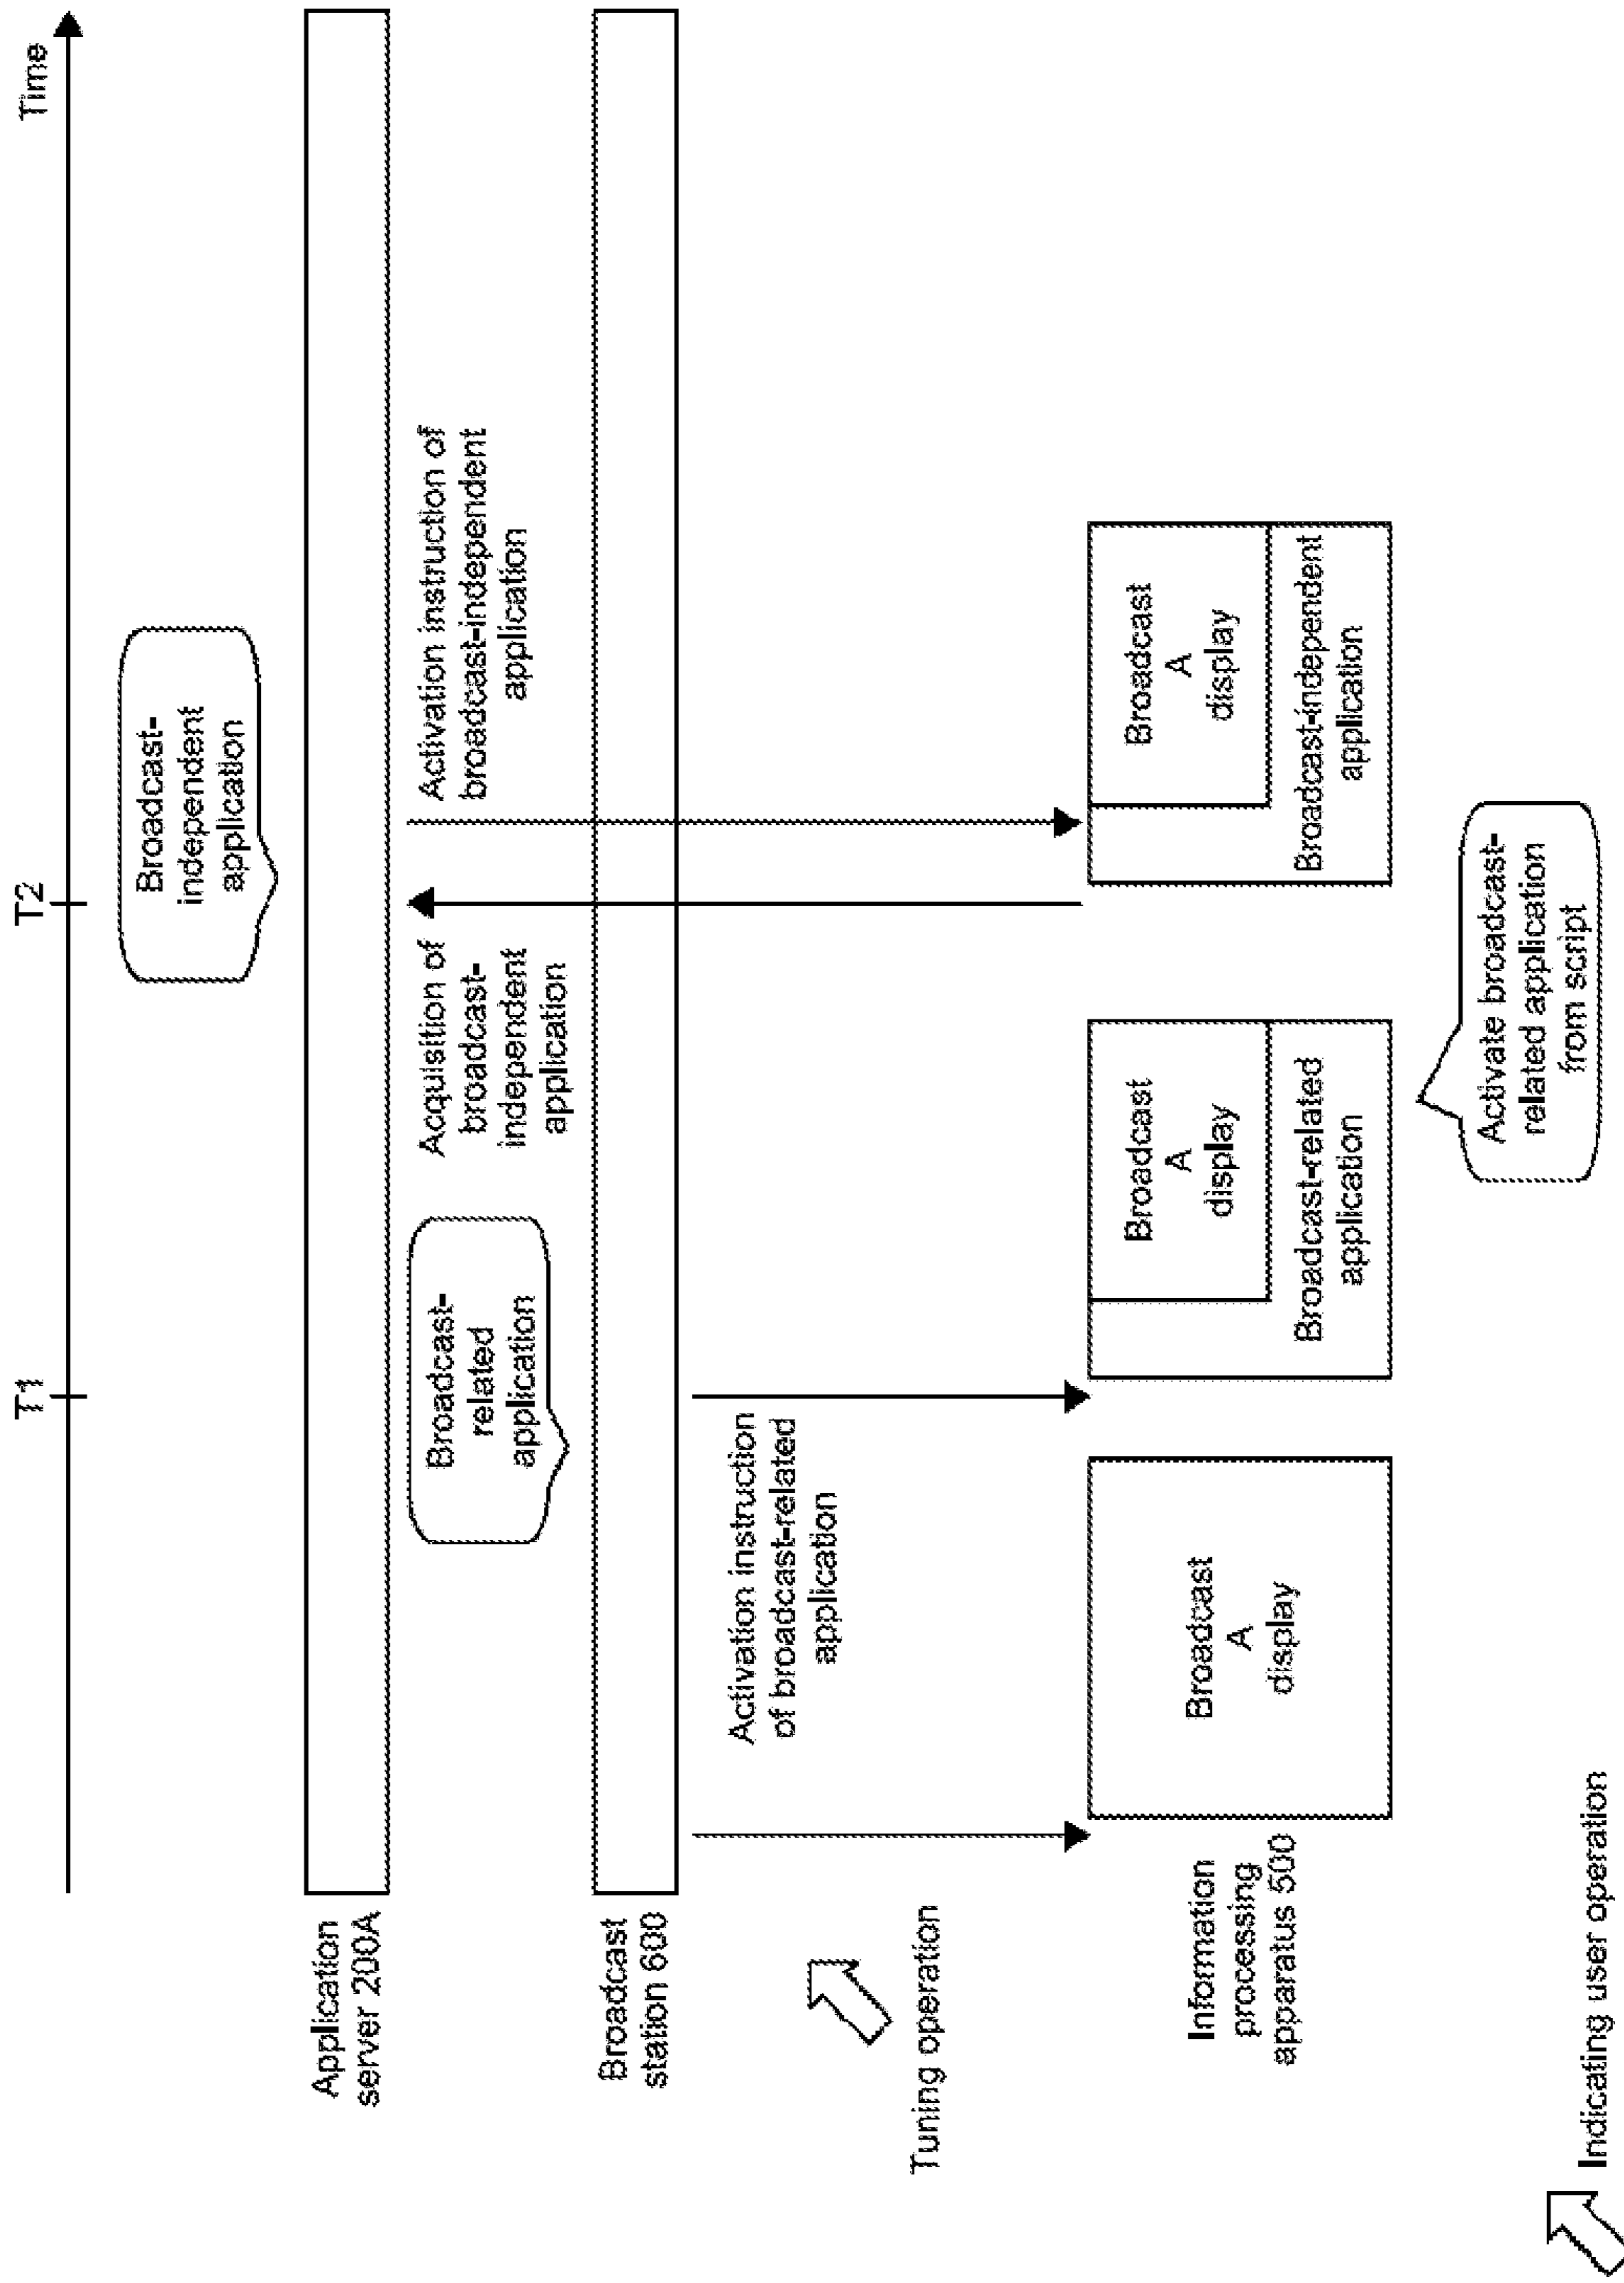 Time
T1
T2
Broadcast-
independent
application
Application
server 200A
Broadcast-
related
application
Acquisition of
broadcast-
independent
application
Activation instruction of
broadcast-independent
application
Broadcast
station 600
Activation instruction
of broadcast-related
application
Tuning operation
Information
processing
apparatus 500
Broadcast
A
display
Broadcast
A
display
Broadcast-related
application
Broadcast
A
display
Broadcast-independent
application
Activate broadcast-
related application
from script
Indicating user operation